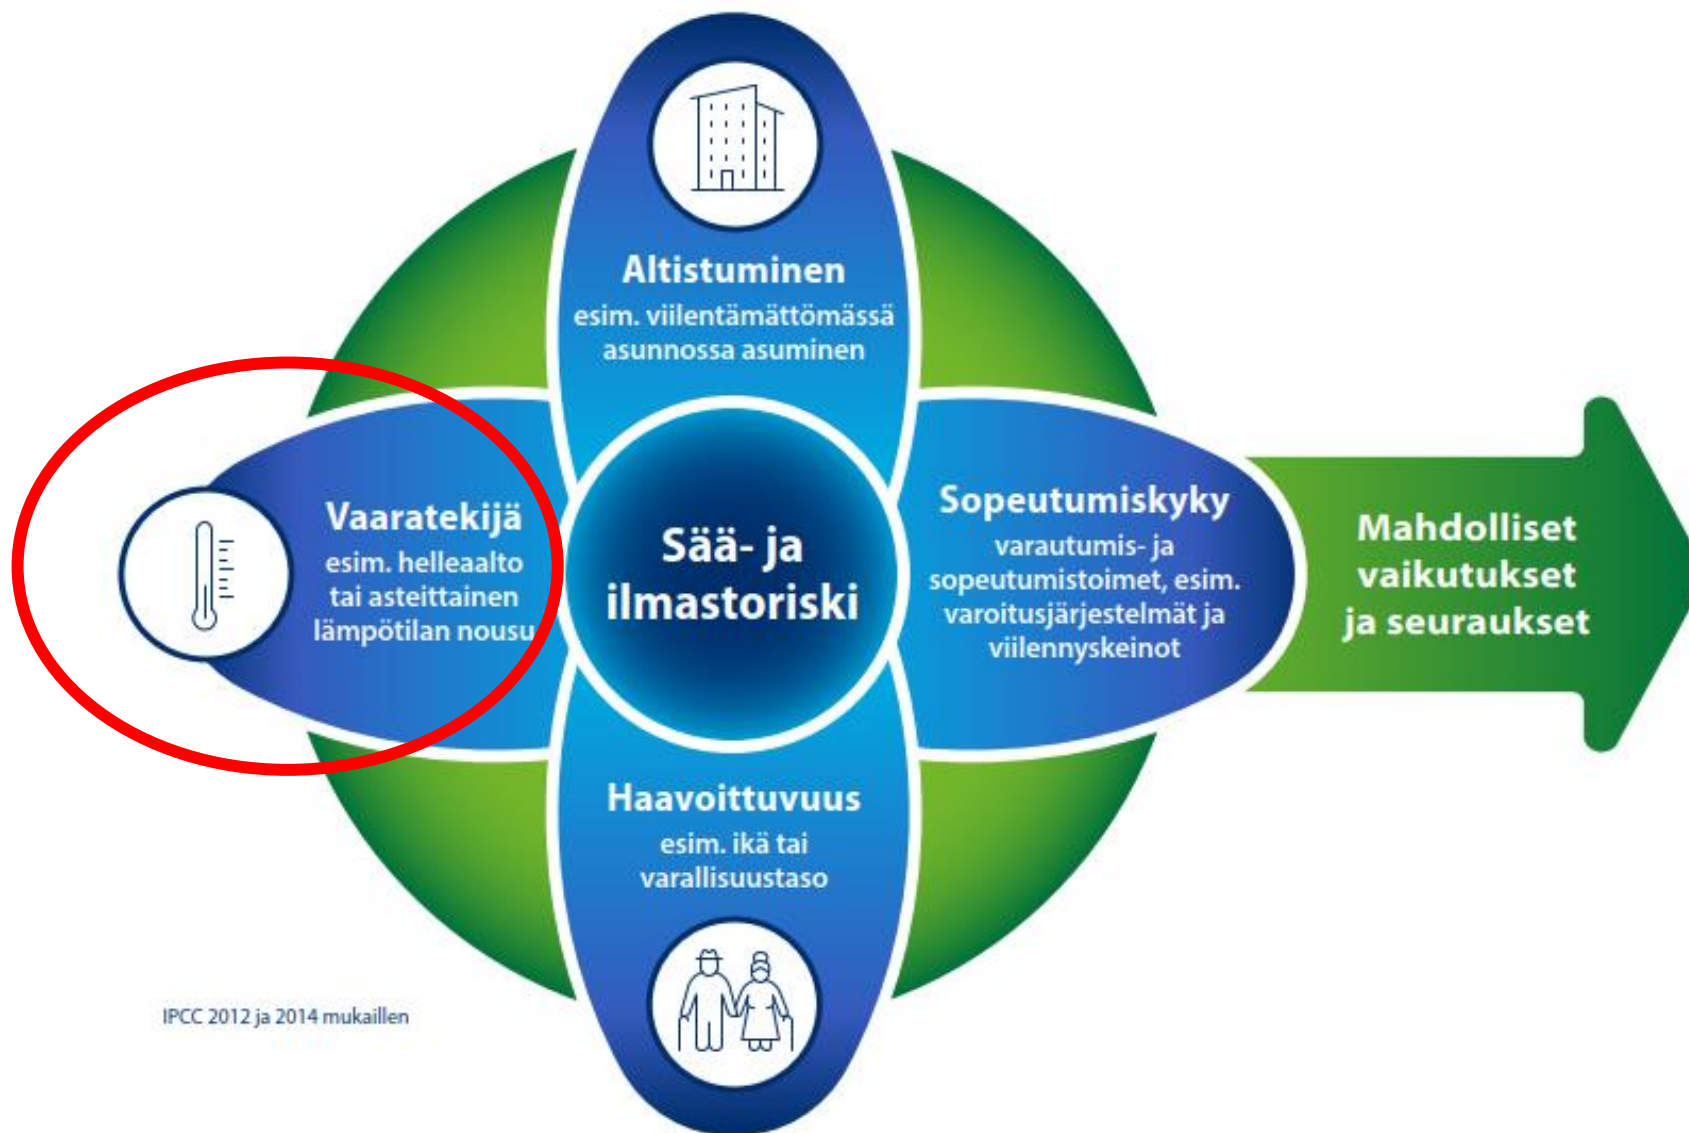 Altistuminen
esim. viilentämättömässä
asunnossa asuminen
Vaaratekijä
esim. helleaalto
tai asteittainen
lämpötilan nousu
Sää- ja
ilmastoriski
Sopeutumiskyky
varautumis- ja
sopeutumistoimet, esim.
varoitusjärjestelmät ja
viilennyskeinot
Mahdolliset
vaikutukset
ja seuraukset
Haavoittuvuus
esim. ikä tai
varallisuustaso
IPCC 2012 ja 2014 mukaillen